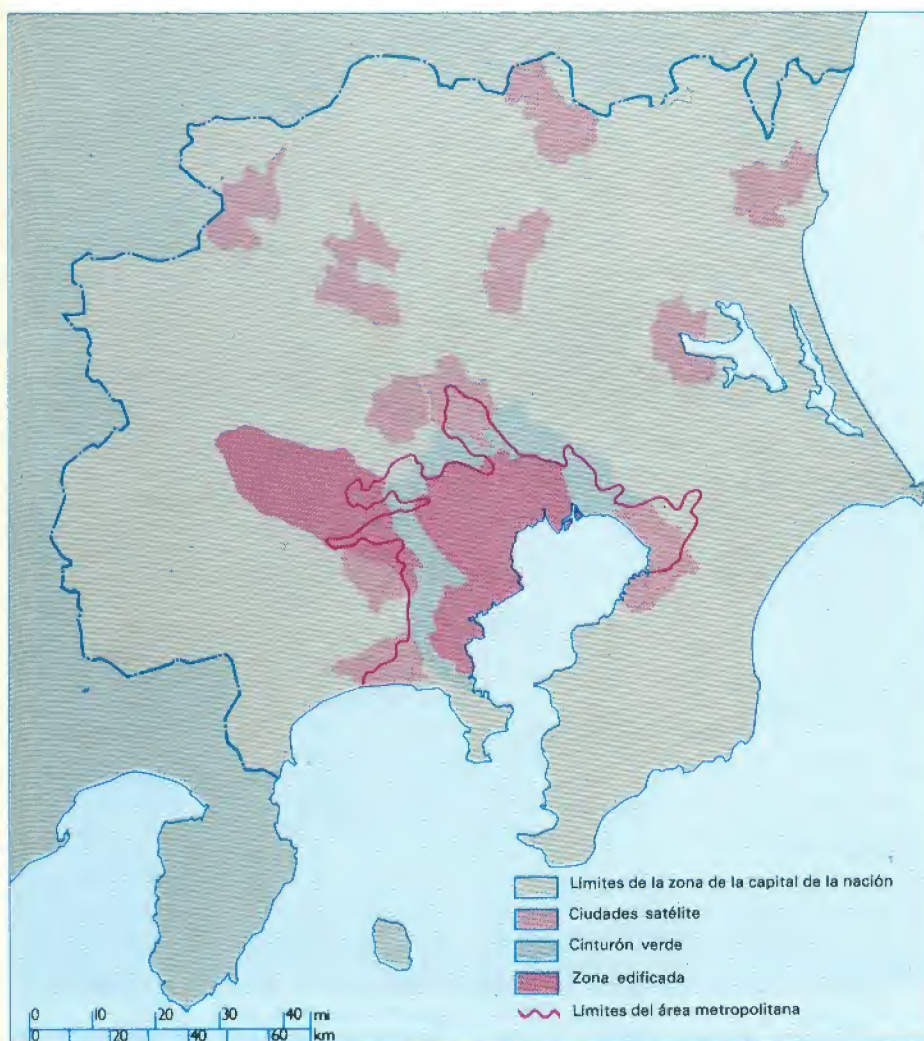 Límites de la zona de la capital de la nación
Ciudades satélite
Cinturón verde
Zona edificada
Límites del área metropolitana
0 10 20 30 40 mi
0 20 40 60 km